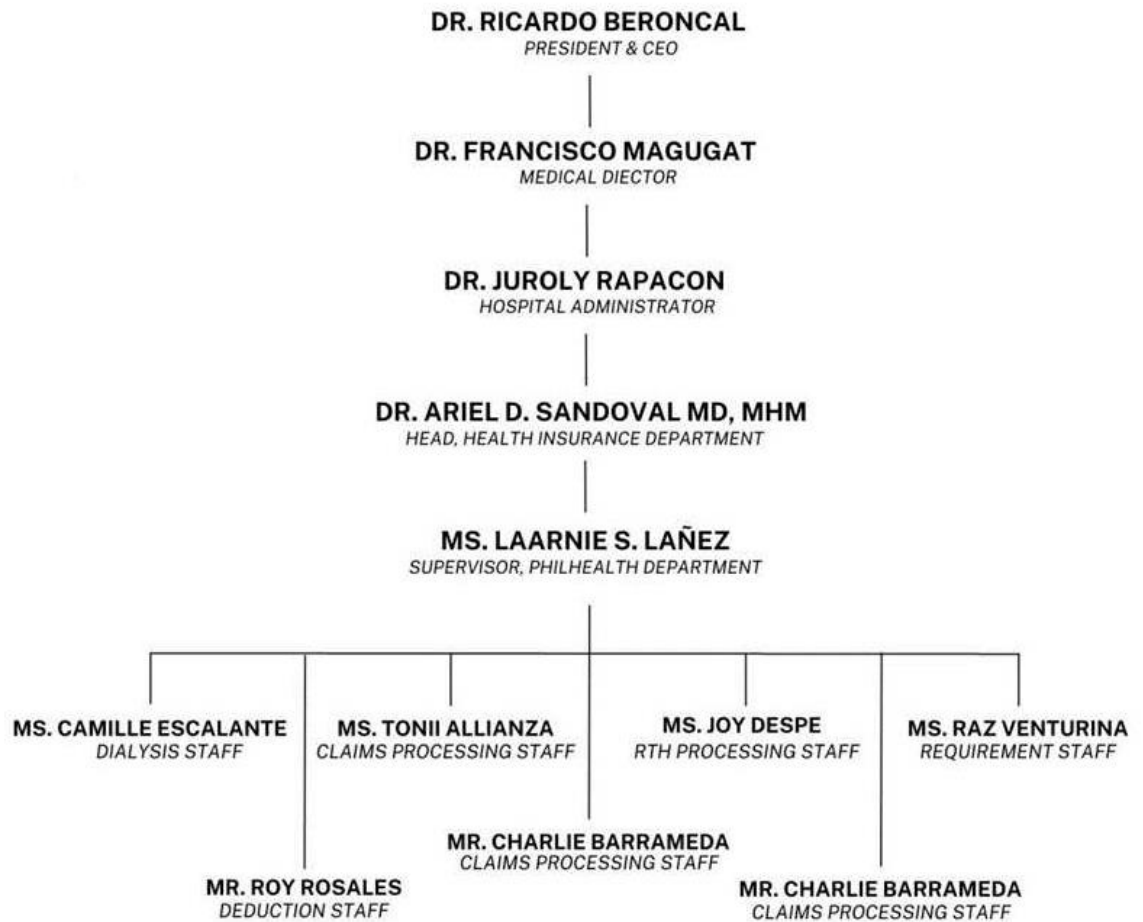 DR. RICARDO BERONCAL
PRESIDENT & CEO
DR. FRANCISCO MAGUGAT
MEDICAL DIECTOR
DR. JUROLY RAPACON
HOSPITAL ADMINISTRATOR
DR. ARIEL D. SANDOVAL MD, MHM
HEAD, HEALTH INSURANCE DEPARTMENT
MS. LAARNIE S. LAÑEZ
SUPERVISOR, PHILHEALTH DEPARTMENT
MS. CAMILLE ESCALANTE
DIALYSIS STAFF
MS. TONII ALLIANZA
CLAIMS PROCESSING STAFF
MS. JOY DESPE
RTH PROCESSING STAFF
MS. RAZ VENTURINA
REQUIREMENT STAFF
MR. CHARLIE BARRAMEDA
CLAIMS PROCESSING STAFF
MR. ROY ROSALES
DEDUCTION STAFF
MR. CHARLIE BARRAMEDA
CLAIMS PROCESSING STAFF